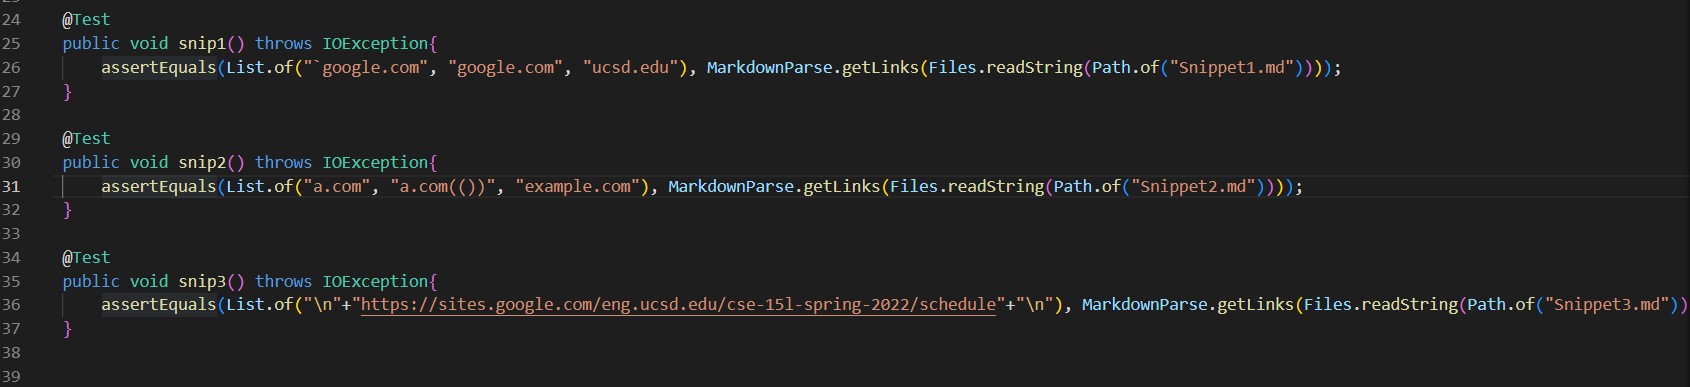 24 @Test
25 public void snip1() throws IOException{
26 assertEquals(List.of("`google.com", "google.com", "ucsd.edu"), MarkdownParse.getLinks(Files.readString(Path.of("Snippet1.md"))));
27 }
28
29 @Test
30 public void snip2() throws IOException{
31 assertEquals(List.of("a.com", "a.com(())", "example.com"), MarkdownParse.getLinks(Files.readString(Path.of("Snippet2.md"))));
32 }
33
34 @Test
35 public void snip3() throws IOException{
36 assertEquals(List.of("\n"+"https://sites.google.com/eng.ucsd.edu/cse-15l-spring-2022/schedule"+"\n"), MarkdownParse.getLinks(Files.readString(Path.of("Snippet3.md"))
37 }
38
39